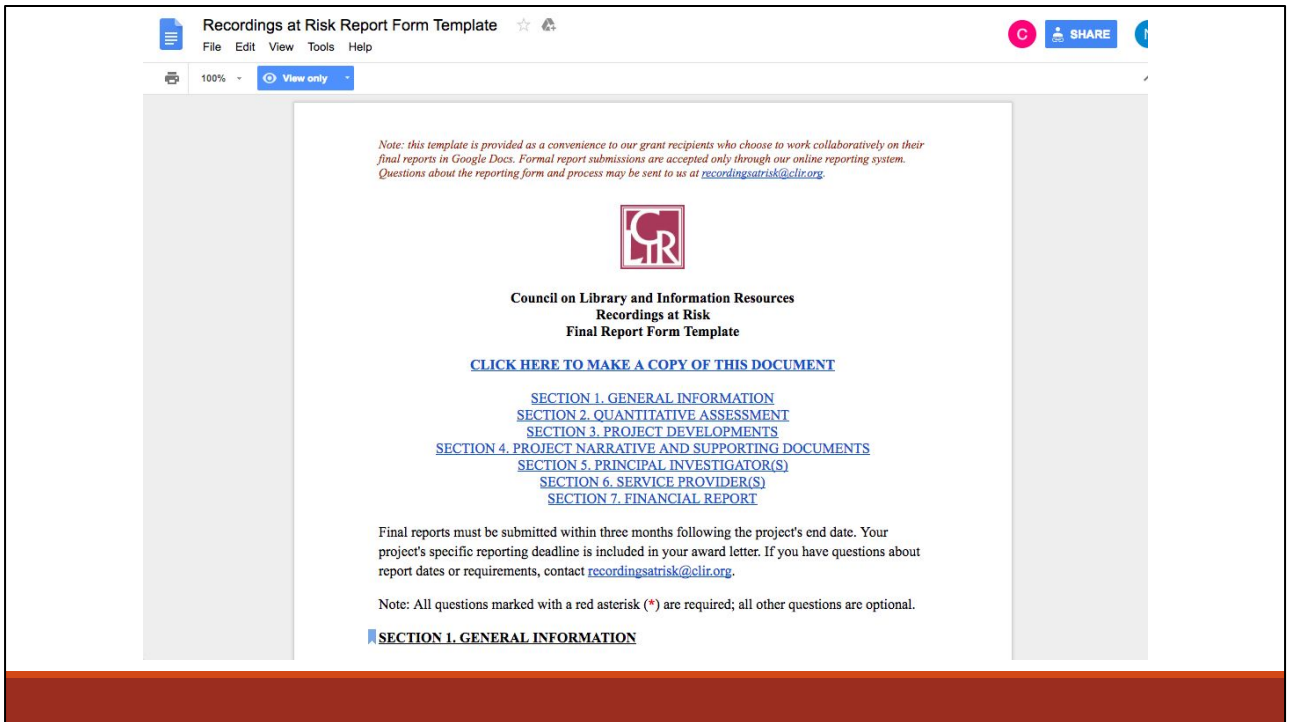 Recordings at Risk Report Form Template
File Edit View Tools Help
C
SHARE
100%
View only
Note: this template is provided as a convenience to our grant recipients who choose to work collaboratively on their
final reports in Google Docs. Formal report submissions are accepted only through our online reporting system.
Questions about the reporting form and process may be sent to us at recordingsatrisk@clir.org.
CLIR
Council on Library and Information Resources
Recordings at Risk
Final Report Form Template
CLICK HERE TO MAKE A COPY OF THIS DOCUMENT
SECTION 1. GENERAL INFORMATION
SECTION 2. QUANTITATIVE ASSESSMENT
SECTION 3. PROJECT DEVELOPMENTS
SECTION 4. PROJECT NARRATIVE AND SUPPORTING DOCUMENTS
SECTION 5. PRINCIPAL INVESTIGATOR(S)
SECTION 6. SERVICE PROVIDER(S)
SECTION 7. FINANCIAL REPORT
Final reports must be submitted within three months following the project's end date. Your
project's specific reporting deadline is included in your award letter. If you have questions about
report dates or requirements, contact recordingsatrisk@clir.org.
Note: All questions marked with a red asterisk (*) are required; all other questions are optional.
SECTION 1. GENERAL INFORMATION